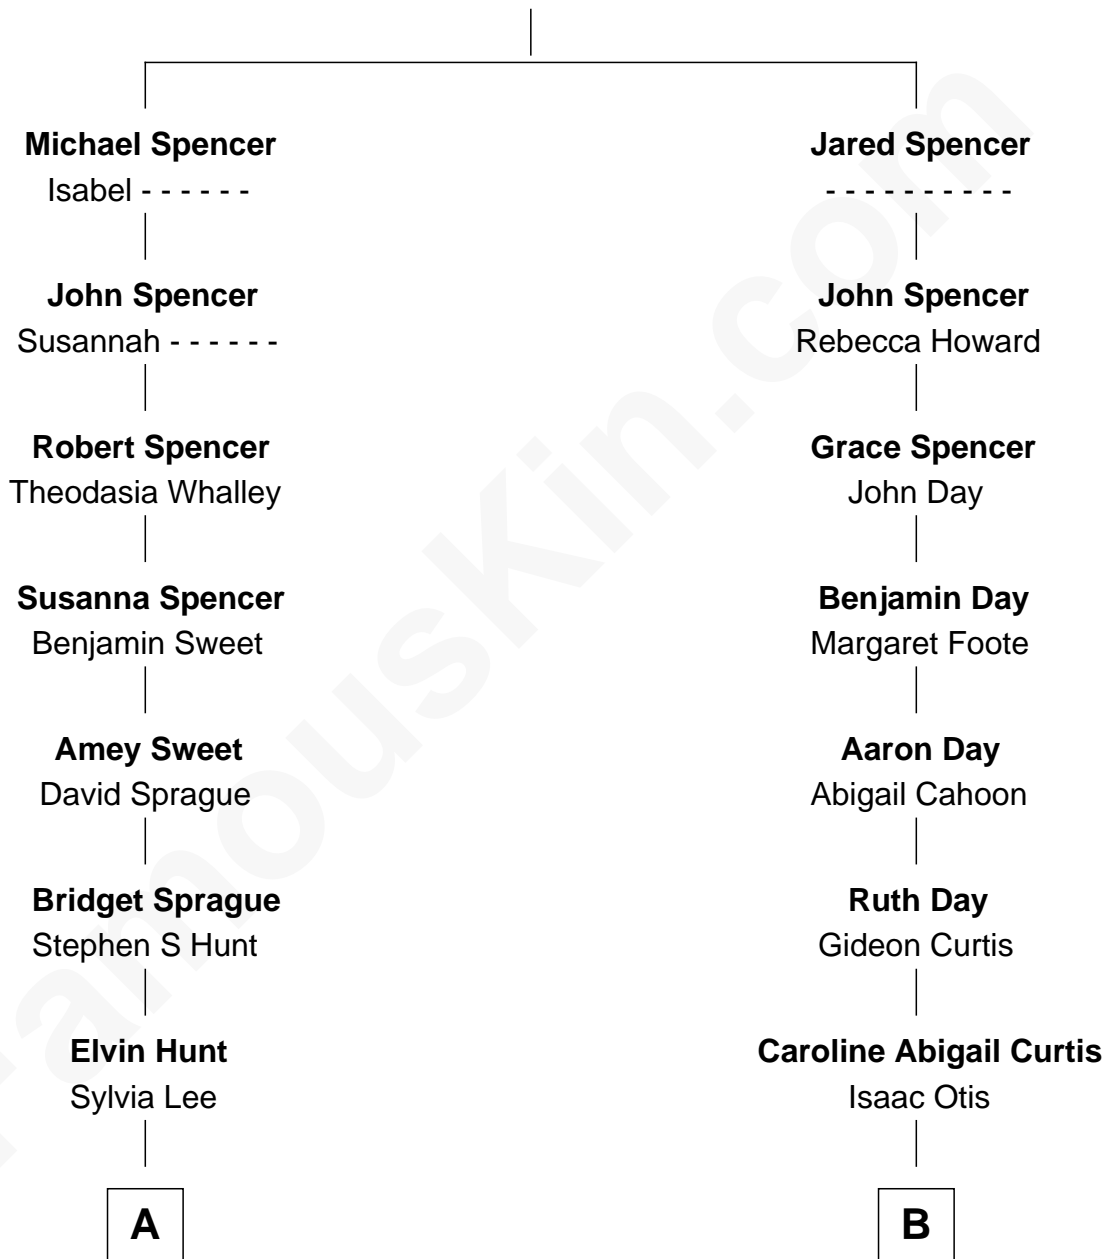 Michael Spencer
Isabel - - - - - -
John Spencer
Susannah - - - - - -
Robert Spencer
Theodasia Whalley
Susanna Spencer
Benjamin Sweet
Amey Sweet
David Sprague
Bridget Sprague
Stephen S Hunt
Elvin Hunt
Sylvia Lee
A
Jared Spencer
- - - - - - - - - -
John Spencer
Rebecca Howard
Grace Spencer
John Day
Benjamin Day
Margaret Foote
Aaron Day
Abigail Cahoon
Ruth Day
Gideon Curtis
Caroline Abigail Curtis
Isaac Otis
B
FamousKin.com